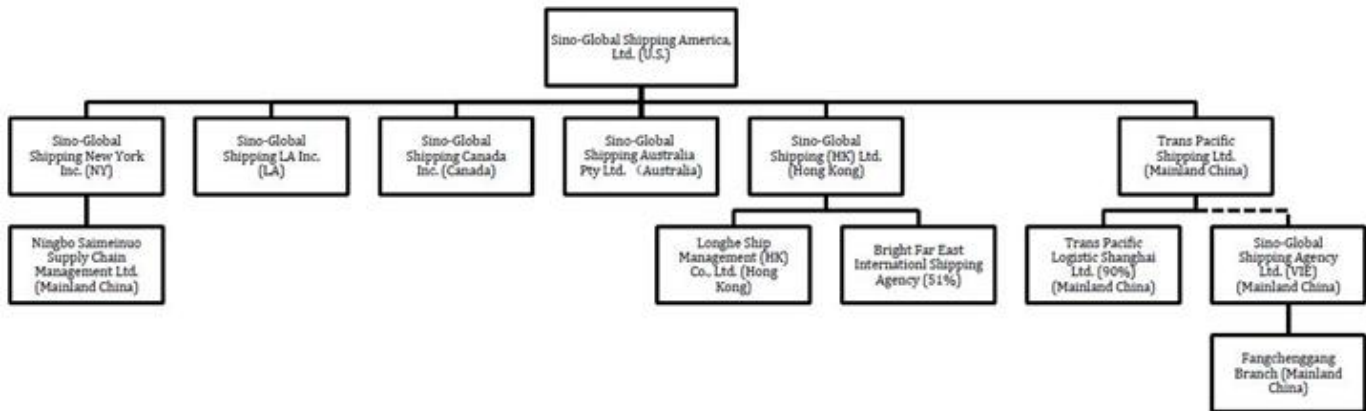 Sino-Global Shipping America,
Ltd. (U.S.)
Sino-Global
Shipping New York
Inc. (NY)
Sino-Global
Shipping LA Inc.
(LA)
Sino-Global
Shipping Canada
Inc. (Canada)
Sino-Global
Shipping Australia
Pty Ltd. （Australia)
Sino-Global
Shipping (HK) Ltd.
(Hong Kong)
Trans Pacific
Shipping Ltd.
(Mainland China)
Ningbo Saimeinuo
Supply Chain
Management Ltd.
(Mainland China)
Longhe Ship
Management (HK)
Co., Ltd. (Hong
Kong)
Bright Far East
Internationl Shipping
Agency (51%)
Trans Pacific
Logistic Shanghai
Ltd. (90%)
(Mainland China)
Sino-Global
Shipping Agency
Ltd. (VIE)
(Mainland China)
Fangchenggang
Branch (Mainland
China)